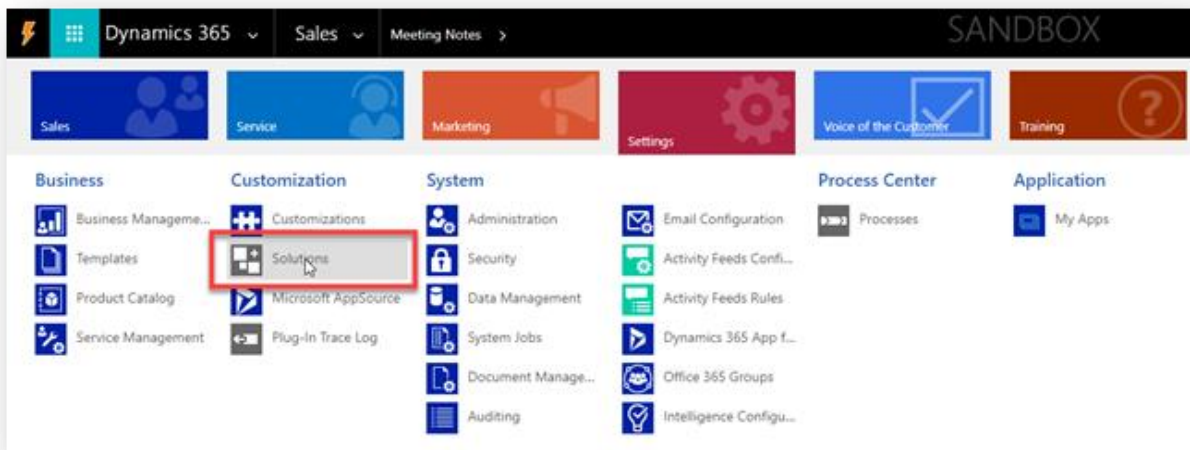 Dynamics 365 Sales Meeting Notes SANDBOX
Sales Service Marketing Settings Voice of the Customer Training
Business
Business Manageme...
Templates
Product Catalog
Service Management
Customization
Customizations
Solutions
Microsoft AppSource
Plug-In Trace Log
System
Administration
Security
Data Management
System Jobs
Document Manage...
Auditing
Email Configuration
Activity Feeds Confi...
Activity Feeds Rules
Dynamics 365 App f...
Office 365 Groups
Intelligence Configu...
Process Center
Processes
Application
My Apps